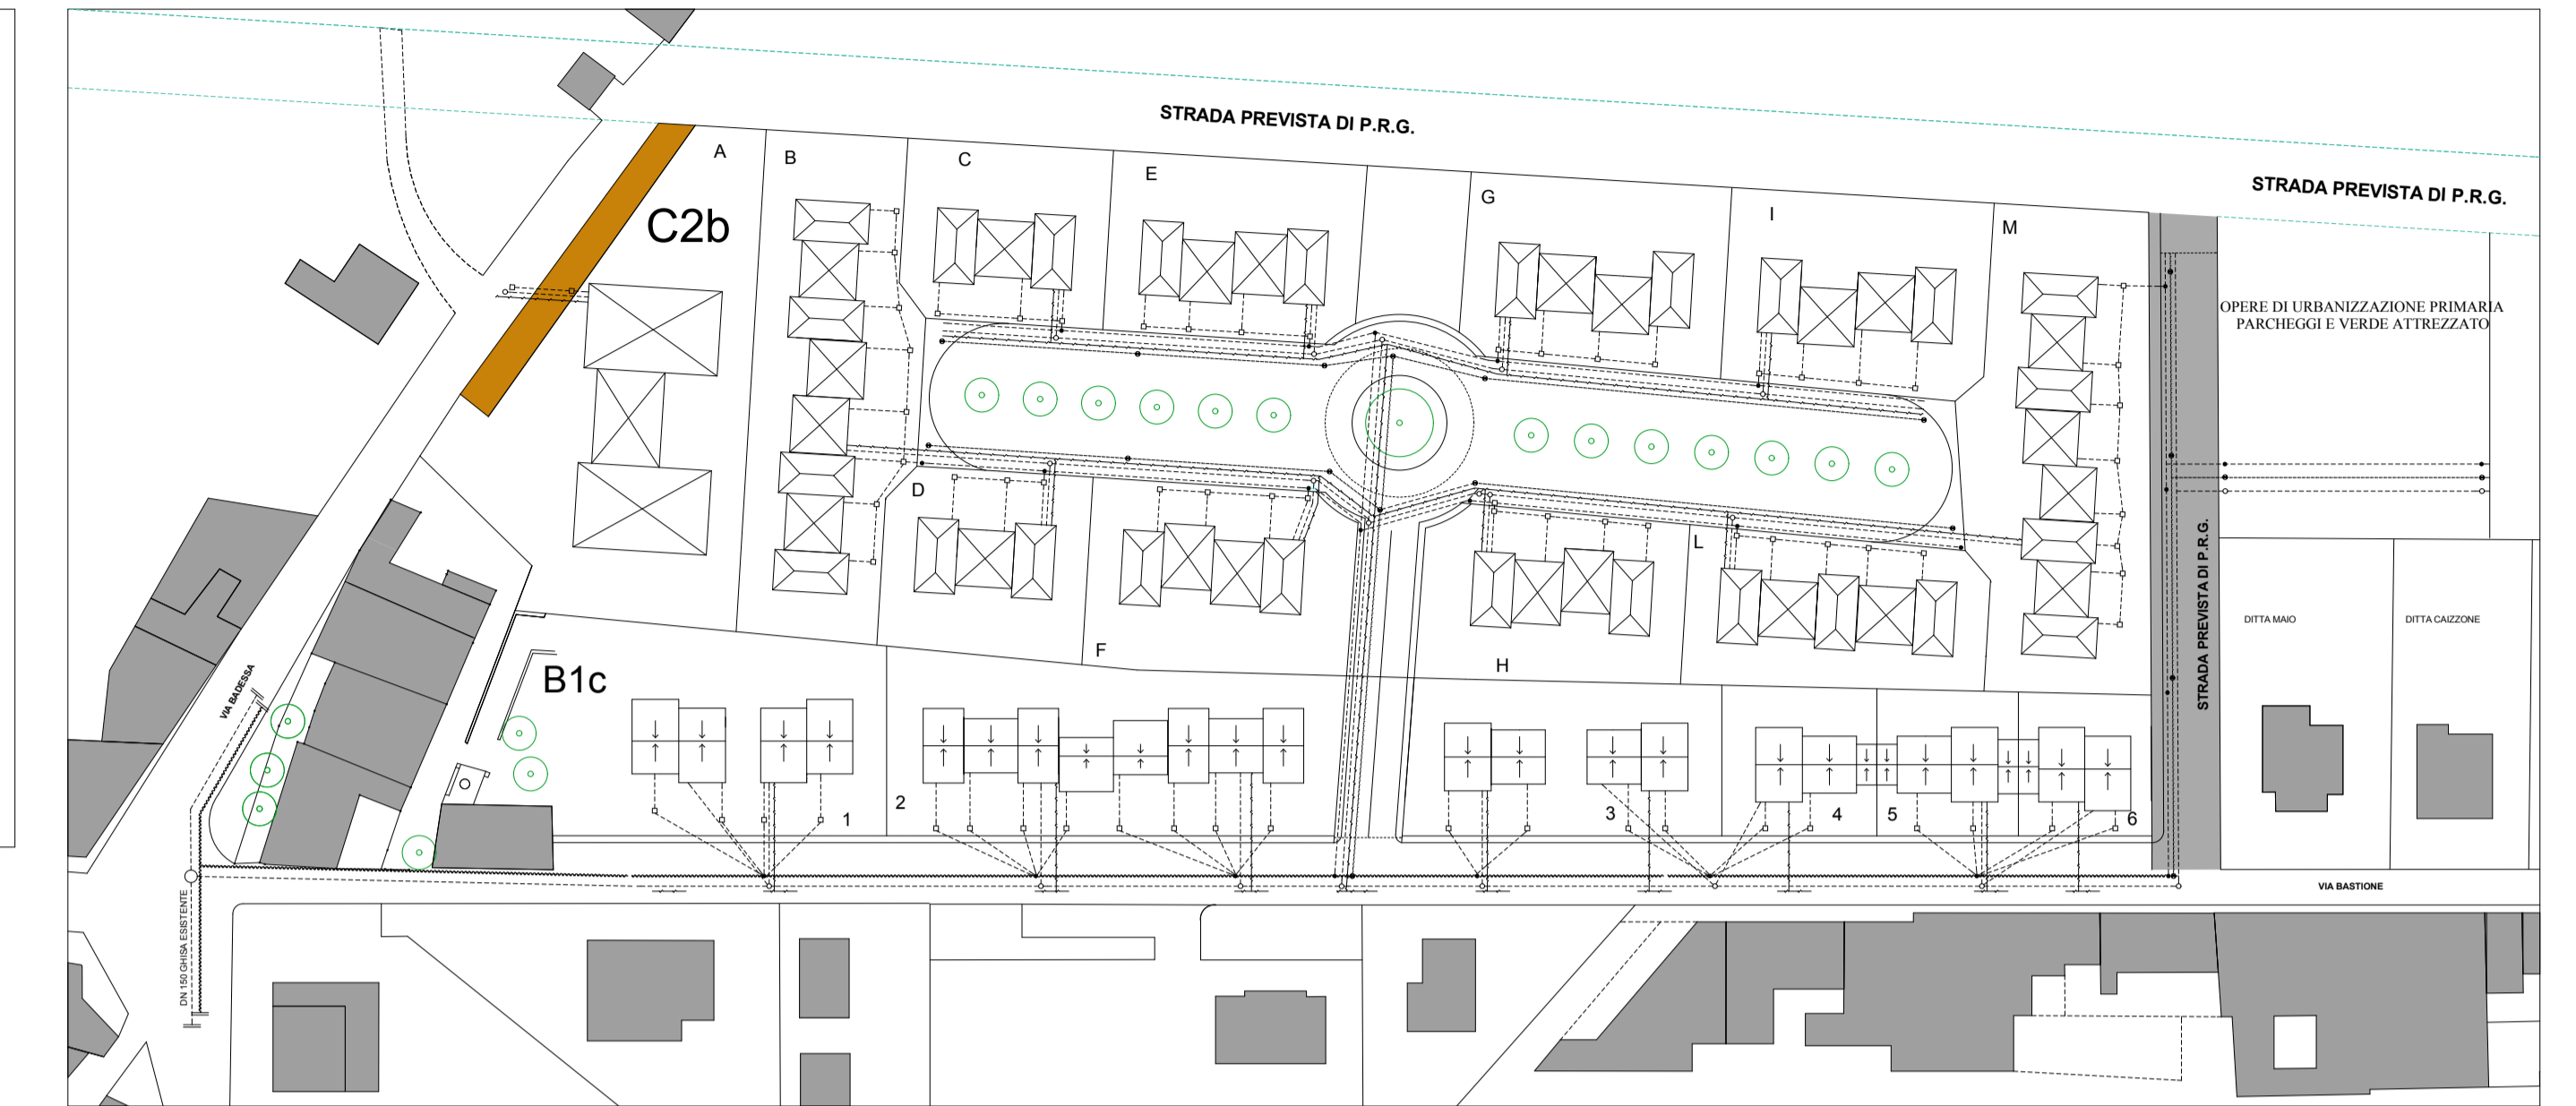 STRADA PREVISTA DI P.R.G.
STRADA PREVISTA DI P.R.G.
A
B
C
E
G
I
M
C2b
OPERE DI URBANIZZAZIONE PRIMARIA
PARCHEGGI E VERDE ATTREZZATO
D
L
STRADA PREVISTA DI P.R.G.
DITTA MAIO
DITTA CAIZZONE
F
H
B1c
VIA BADESSA
1
2
3
4
5
6
VIA BASTIONE
DN 150 GHISA ESISTENTE